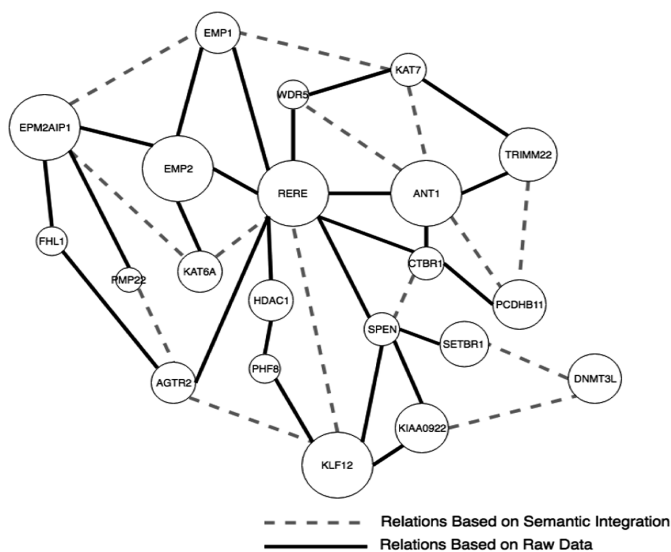 EMP1
KAT7
WDR5
EPM2AIP1
TRIMM22
EMP2
RERE
ANT1
FHL1
CTBR1
KAT6A
PMP22
HDAC1
PCDHB11
SPEN
SETBR1
PHF8
DNMT3L
AGTR2
KIAA0922
KLF12
Relations Based on Semantic Integration
Relations Based on Raw Data